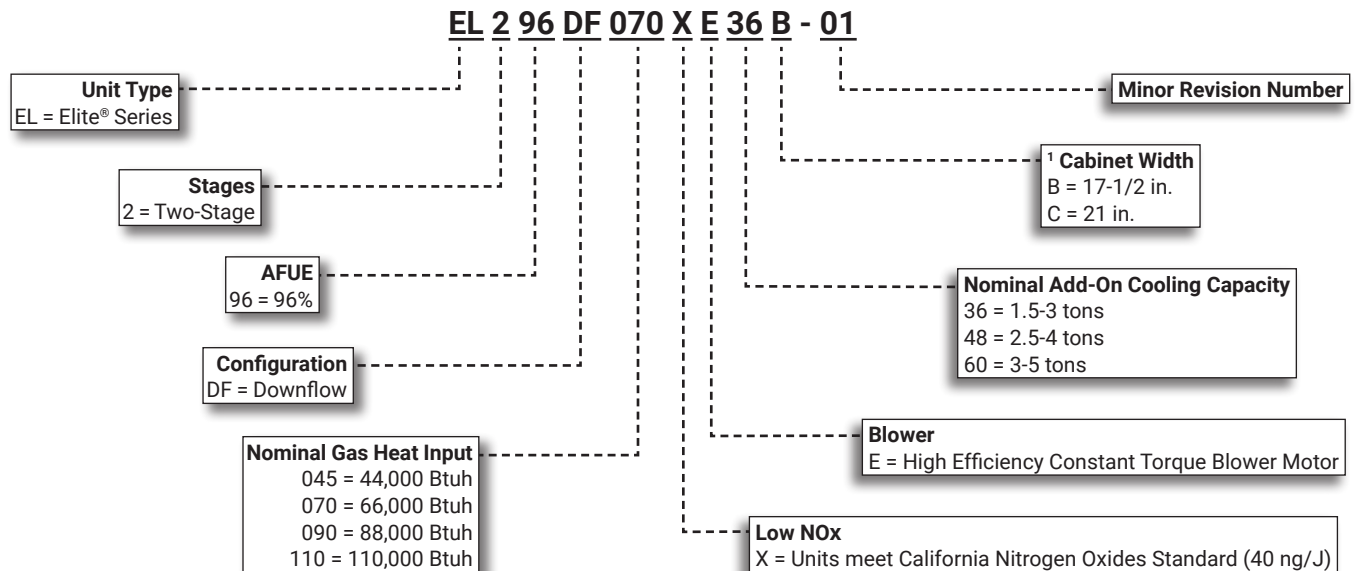 EL 2 96 DF 070 X E 36 B - 01
Unit Type
EL = Elite® Series
Stages
2 = Two-Stage
AFUE
96 = 96%
Configuration
DF = Downflow
Nominal Gas Heat Input
045 = 44,000 Btuh
070 = 66,000 Btuh
090 = 88,000 Btuh
110 = 110,000 Btuh
Minor Revision Number
¹ Cabinet Width
B = 17-1/2 in.
C = 21 in.
Nominal Add-On Cooling Capacity
36 = 1.5-3 tons
48 = 2.5-4 tons
60 = 3-5 tons
Blower
E = High Efficiency Constant Torque Blower Motor
Low NOx
X = Units meet California Nitrogen Oxides Standard (40 ng/J)